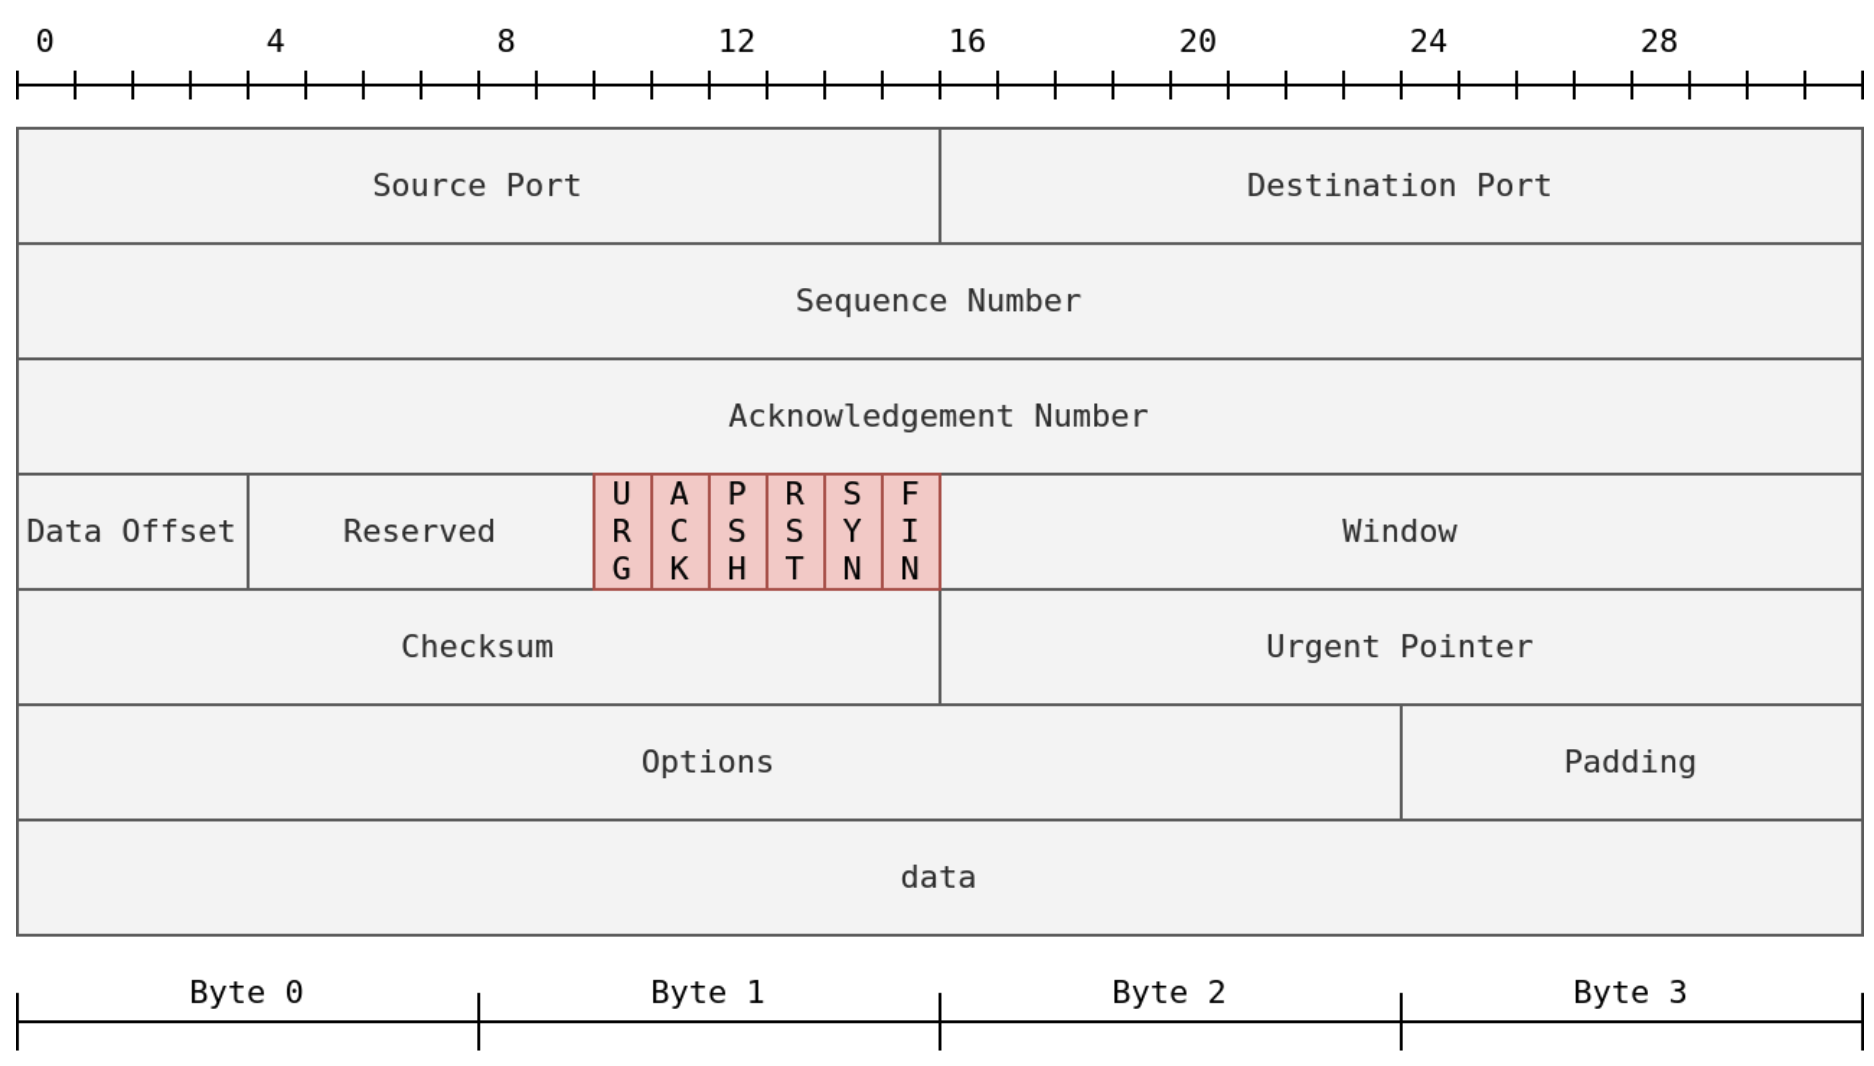 0 4 8 12 16 20 24 28
Source Port Destination Port
Sequence Number
Acknowledgement Number
Data Offset Reserved URG ACK PSH RST SYN FIN Window
Checksum Urgent Pointer
Options Padding
data
Byte 0 Byte 1 Byte 2 Byte 3